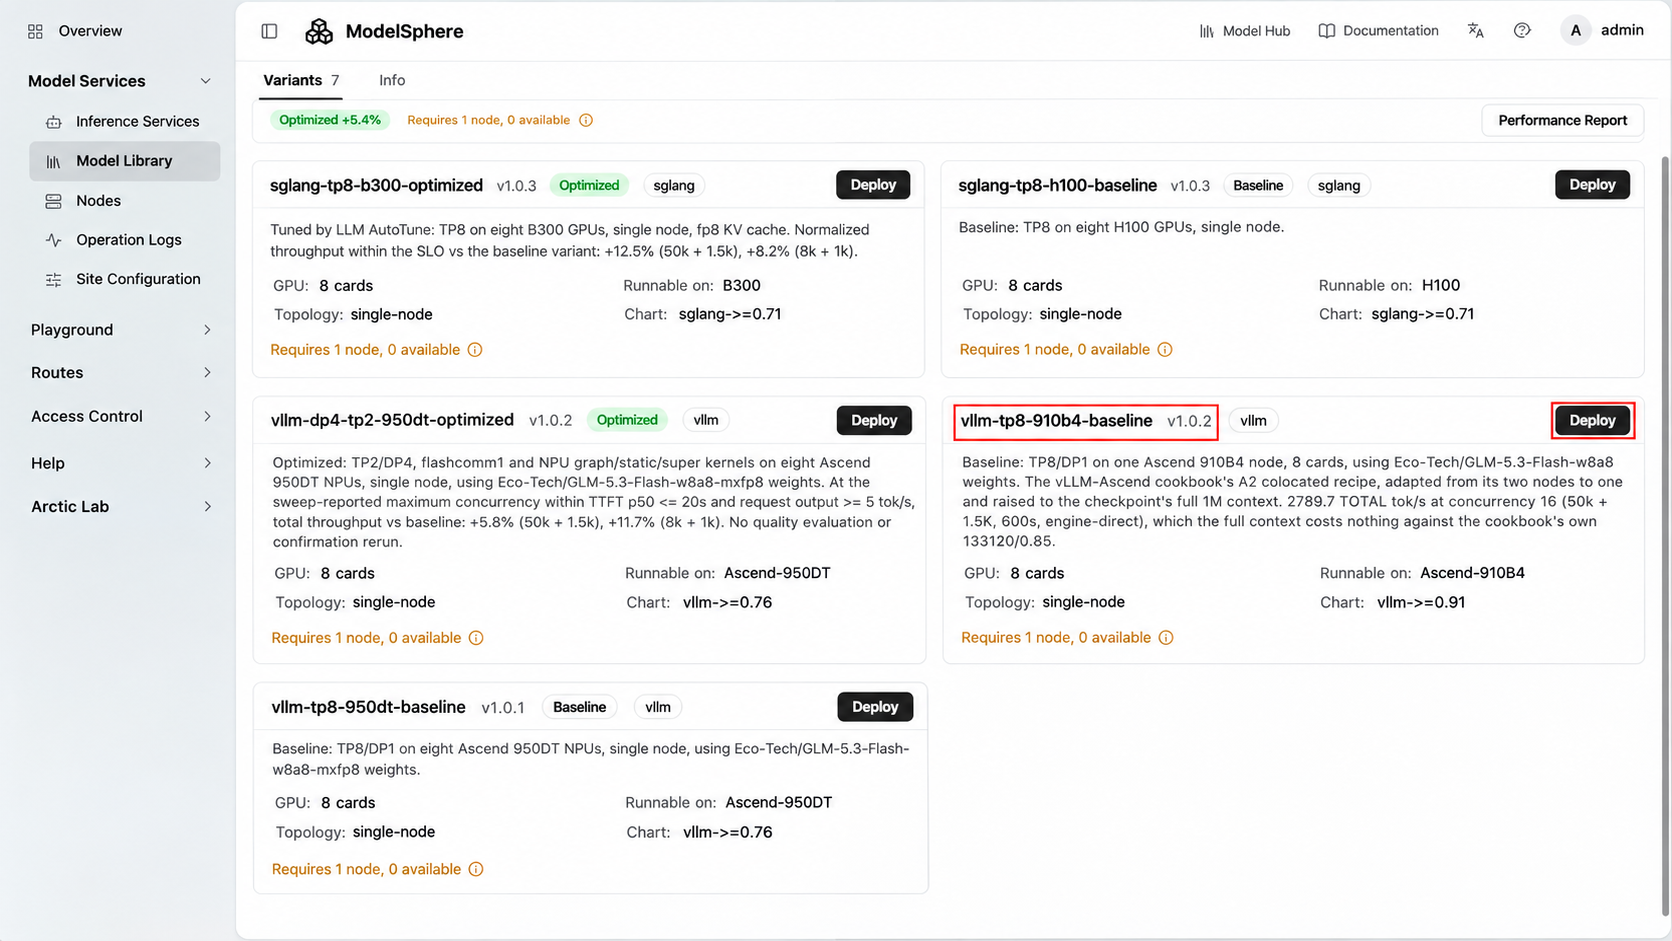 Overview
Model Services
Inference Services
Model Library
Nodes
Operation Logs
Site Configuration
Playground
Routes
Access Control
Help
Arctic Lab
ModelSphere
Model Hub
Documentation
A admin
Variants 7
Info
Optimized +5.4%
Requires 1 node, 0 available
Performance Report
sglang-tp8-b300-optimized v1.0.3 Optimized sglang Deploy
Tuned by LLM AutoTune: TP8 on eight B300 GPUs, single node, fp8 KV cache. Normalized
throughput within the SLO vs the baseline variant: +12.5% (50k + 1.5k), +8.2% (8k + 1k).
GPU: 8 cards Runnable on: B300
Topology: single-node Chart: sglang->=0.71
Requires 1 node, 0 available
sglang-tp8-h100-baseline v1.0.3 Baseline sglang Deploy
Baseline: TP8 on eight H100 GPUs, single node.
GPU: 8 cards Runnable on: H100
Topology: single-node Chart: sglang->=0.71
Requires 1 node, 0 available
vllm-dp4-tp2-950dt-optimized v1.0.2 Optimized vllm Deploy
Optimized: TP2/DP4, flashcomm1 and NPU graph/static/super kernels on eight Ascend
950DT NPUs, single node, using Eco-Tech/GLM-5.3-Flash-w8a8-mxfp8 weights. At the
sweep-reported maximum concurrency within TTFT p50 <= 20s and request output >= 5 tok/s,
total throughput vs baseline: +5.8% (50k + 1.5k), +11.7% (8k + 1k). No quality evaluation or
confirmation rerun.
GPU: 8 cards Runnable on: Ascend-950DT
Topology: single-node Chart: vllm->=0.76
Requires 1 node, 0 available
vllm-tp8-910b4-baseline v1.0.2 vllm Deploy
Baseline: TP8/DP1 on one Ascend 910B4 node, 8 cards, using Eco-Tech/GLM-5.3-Flash-w8a8
weights. The vLLM-Ascend cookbook's A2 colocated recipe, adapted from its two nodes to one
and raised to the checkpoint's full 1M context. 2789.7 TOTAL tok/s at concurrency 16 (50k +
1.5K, 600s, engine-direct), which the full context costs nothing against the cookbook's own
133120/0.85.
GPU: 8 cards Runnable on: Ascend-910B4
Topology: single-node Chart: vllm->=0.91
Requires 1 node, 0 available
vllm-tp8-950dt-baseline v1.0.1 Baseline vllm Deploy
Baseline: TP8/DP1 on eight Ascend 950DT NPUs, single node, using Eco-Tech/GLM-5.3-Flash-
w8a8-mxfp8 weights.
GPU: 8 cards Runnable on: Ascend-950DT
Topology: single-node Chart: vllm->=0.76
Requires 1 node, 0 available